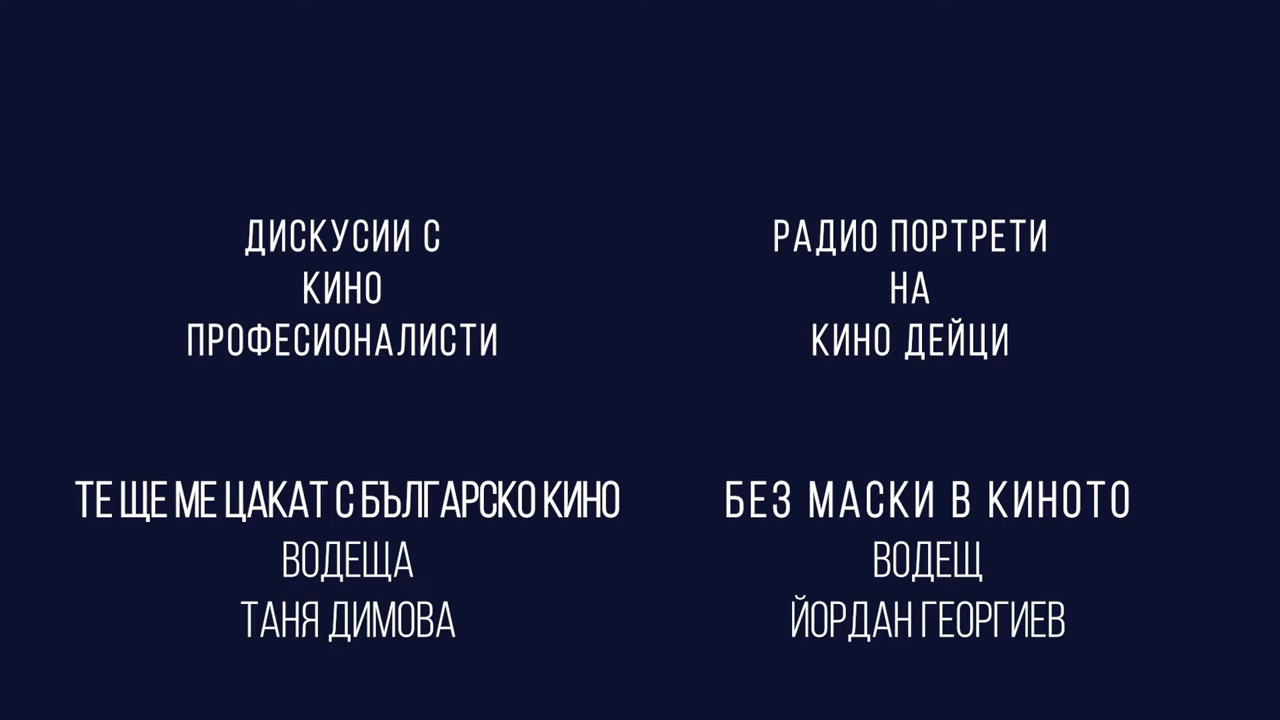 ДИСКУСИИ С
КИНО
ПРОФЕСИОНАЛИСТИ
ТЕ ЩЕ МЕ ЦАКАТ С БЪЛГАРСКО КИНО
ВОДЕЩА
ТАНЯ ДИМОВА
РАДИО ПОРТРЕТИ
НА
КИНО ДЕЙЦИ
БЕЗ МАСКИ В КИНОТО
ВОДЕЩ
ЙОРДАН ГЕОРГИЕВ